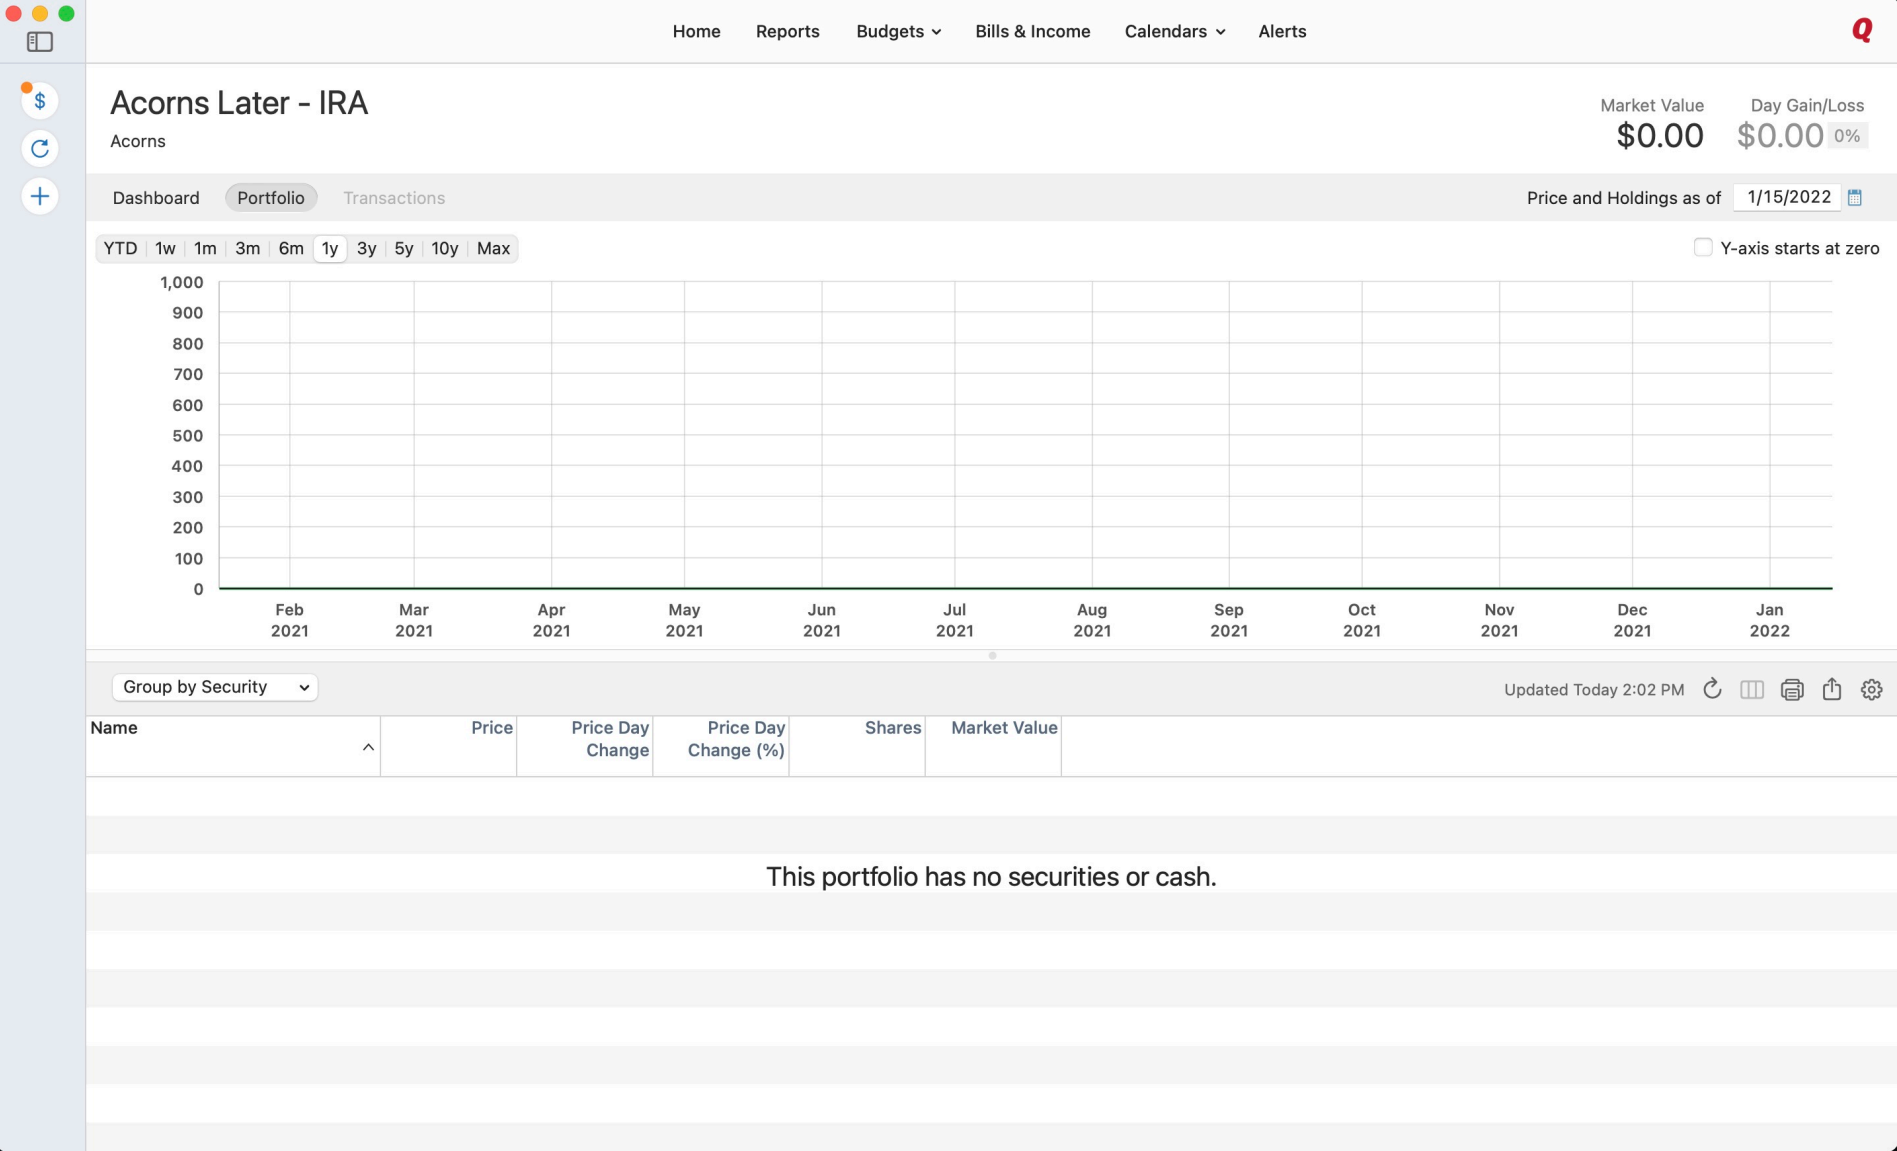 Home Reports Budgets Bills & Income Calendars Alerts
Q
$
Acorns Later - IRA
Acorns
Market Value Day Gain/Loss
$0.00 $0.00 0%
Dashboard Portfolio Transactions
Price and Holdings as of 1/15/2022
YTD 1w 1m 3m 6m 1y 3y 5y 10y Max
Y-axis starts at zero
1,000
900
800
700
600
500
400
300
200
100
0
Feb Mar Apr May Jun Jul Aug Sep Oct Nov Dec Jan
2021 2021 2021 2021 2021 2021 2021 2021 2021 2021 2021 2022
Group by Security
Updated Today 2:02 PM
Name Price Price Day Price Day Shares Market Value
Change Change (%)
This portfolio has no securities or cash.